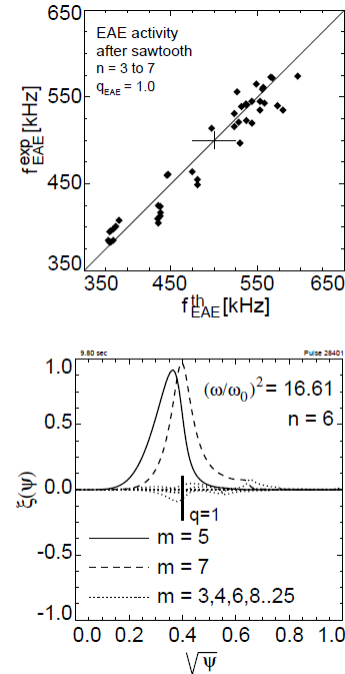 650
EAE activity
after sawtooth
n = 3 to 7
q_EAE = 1.0
550
f^exp_EAE [kHz]
450
350
350 450 550 650
f^th_EAE [kHz]
9.80 sec Pulse 28401
1.0
(ω/ω₀)² = 16.61
n = 6
0.5
ξ(ψ)
0.0
q=1
m = 5
-0.5
m = 7
m = 3,4,6,8..25
-1.0
0.0 0.2 0.4 0.6 0.8 1.0
√ψ